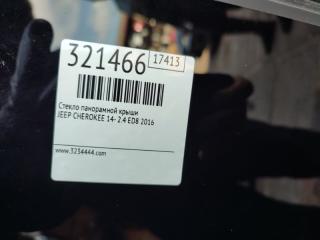 321466 17413
Стекло панорамной крыши
JEEP CHEROKEE 14- 2.4 ED8 2016
www.3234444.com